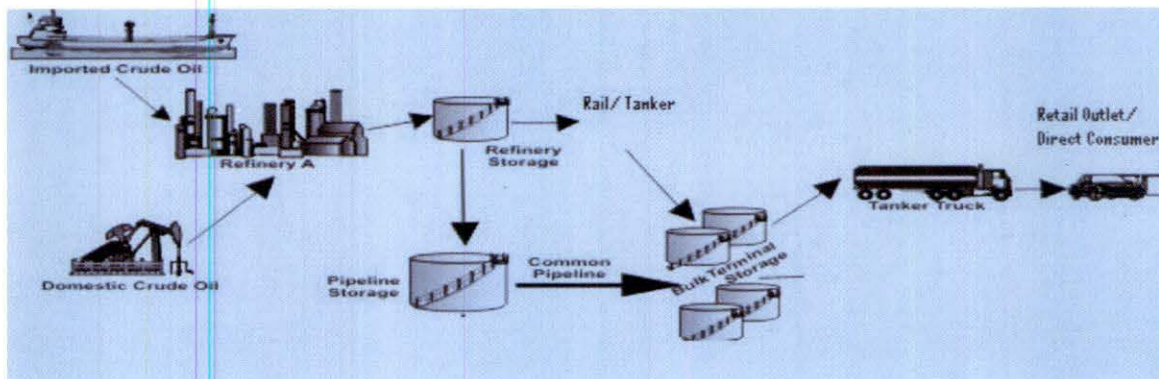 Imported Crude Oil
Refinery A
Domestic Crude Oil
Refinery
Storage
Rail/ Tanker
Pipeline
Storage
Common
Pipeline
Bulk Terminal
Storage
Tanker Truck
Retail Outlet/
Direct Consumer